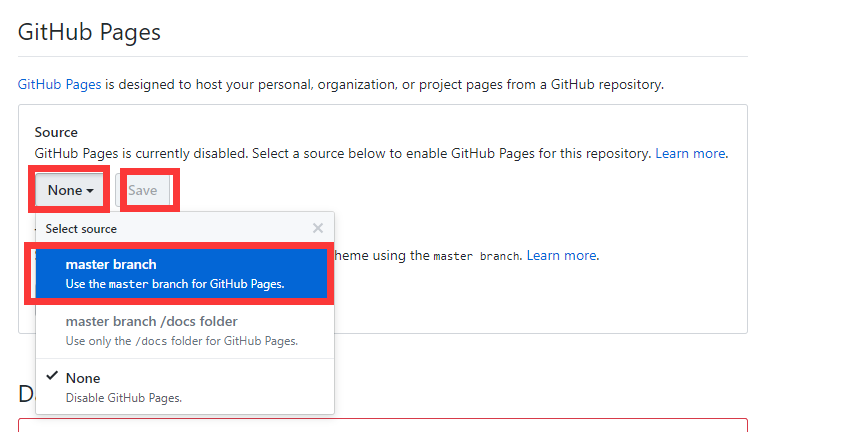 GitHub Pages
GitHub Pages is designed to host your personal, organization, or project pages from a GitHub repository.
Source
GitHub Pages is currently disabled. Select a source below to enable GitHub Pages for this repository. Learn more.
None Save
Select source
master branch
Use the master branch for GitHub Pages.
heme using the master branch. Learn more.
master branch /docs folder
Use only the /docs folder for GitHub Pages.
None
Disable GitHub Pages.
D